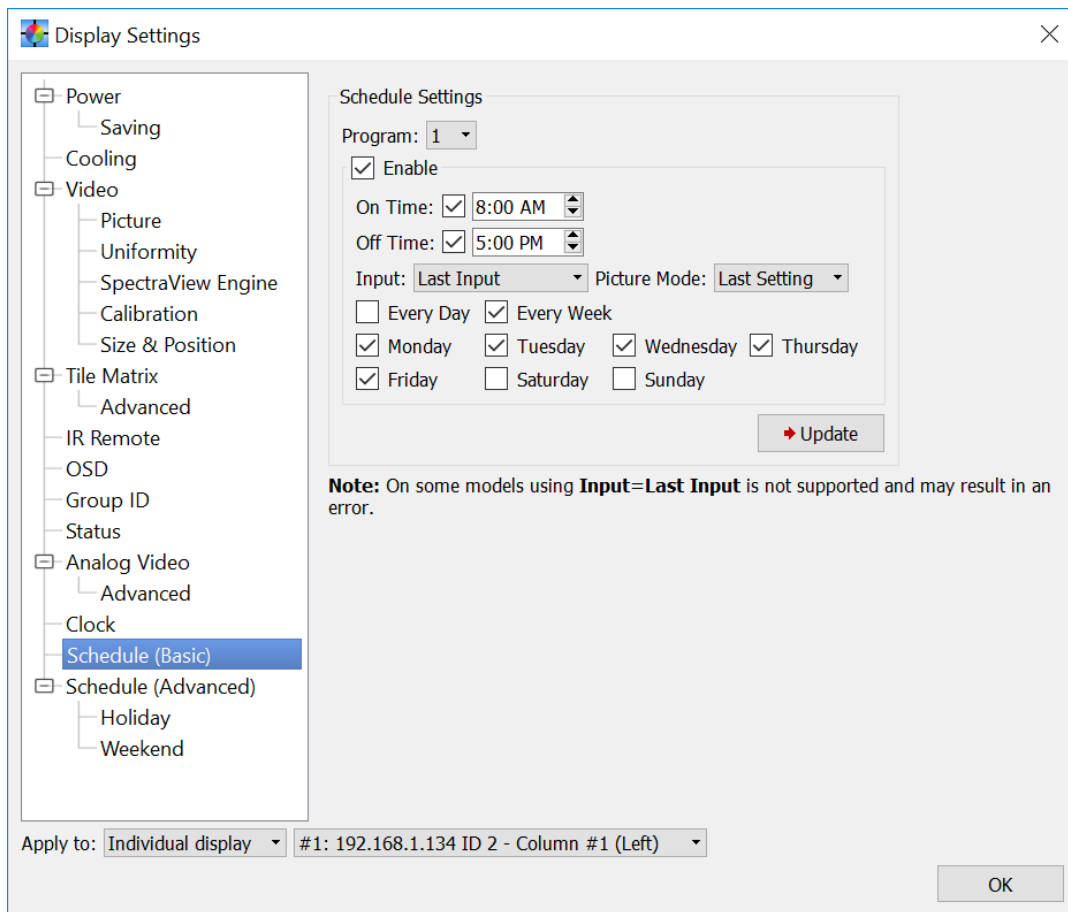 Display Settings
Power
Saving
Cooling
Video
Picture
Uniformity
SpectraView Engine
Calibration
Size & Position
Tile Matrix
Advanced
IR Remote
OSD
Group ID
Status
Analog Video
Advanced
Clock
Schedule (Basic)
Schedule (Advanced)
Holiday
Weekend
Schedule Settings
Program: 1
Enable
On Time: 8:00 AM
Off Time: 5:00 PM
Input: Last Input Picture Mode: Last Setting
Every Day Every Week
Monday Tuesday Wednesday Thursday
Friday Saturday Sunday
Update
Note: On some models using Input=Last Input is not supported and may result in an
error.
Apply to: Individual display #1: 192.168.1.134 ID 2 - Column #1 (Left)
OK